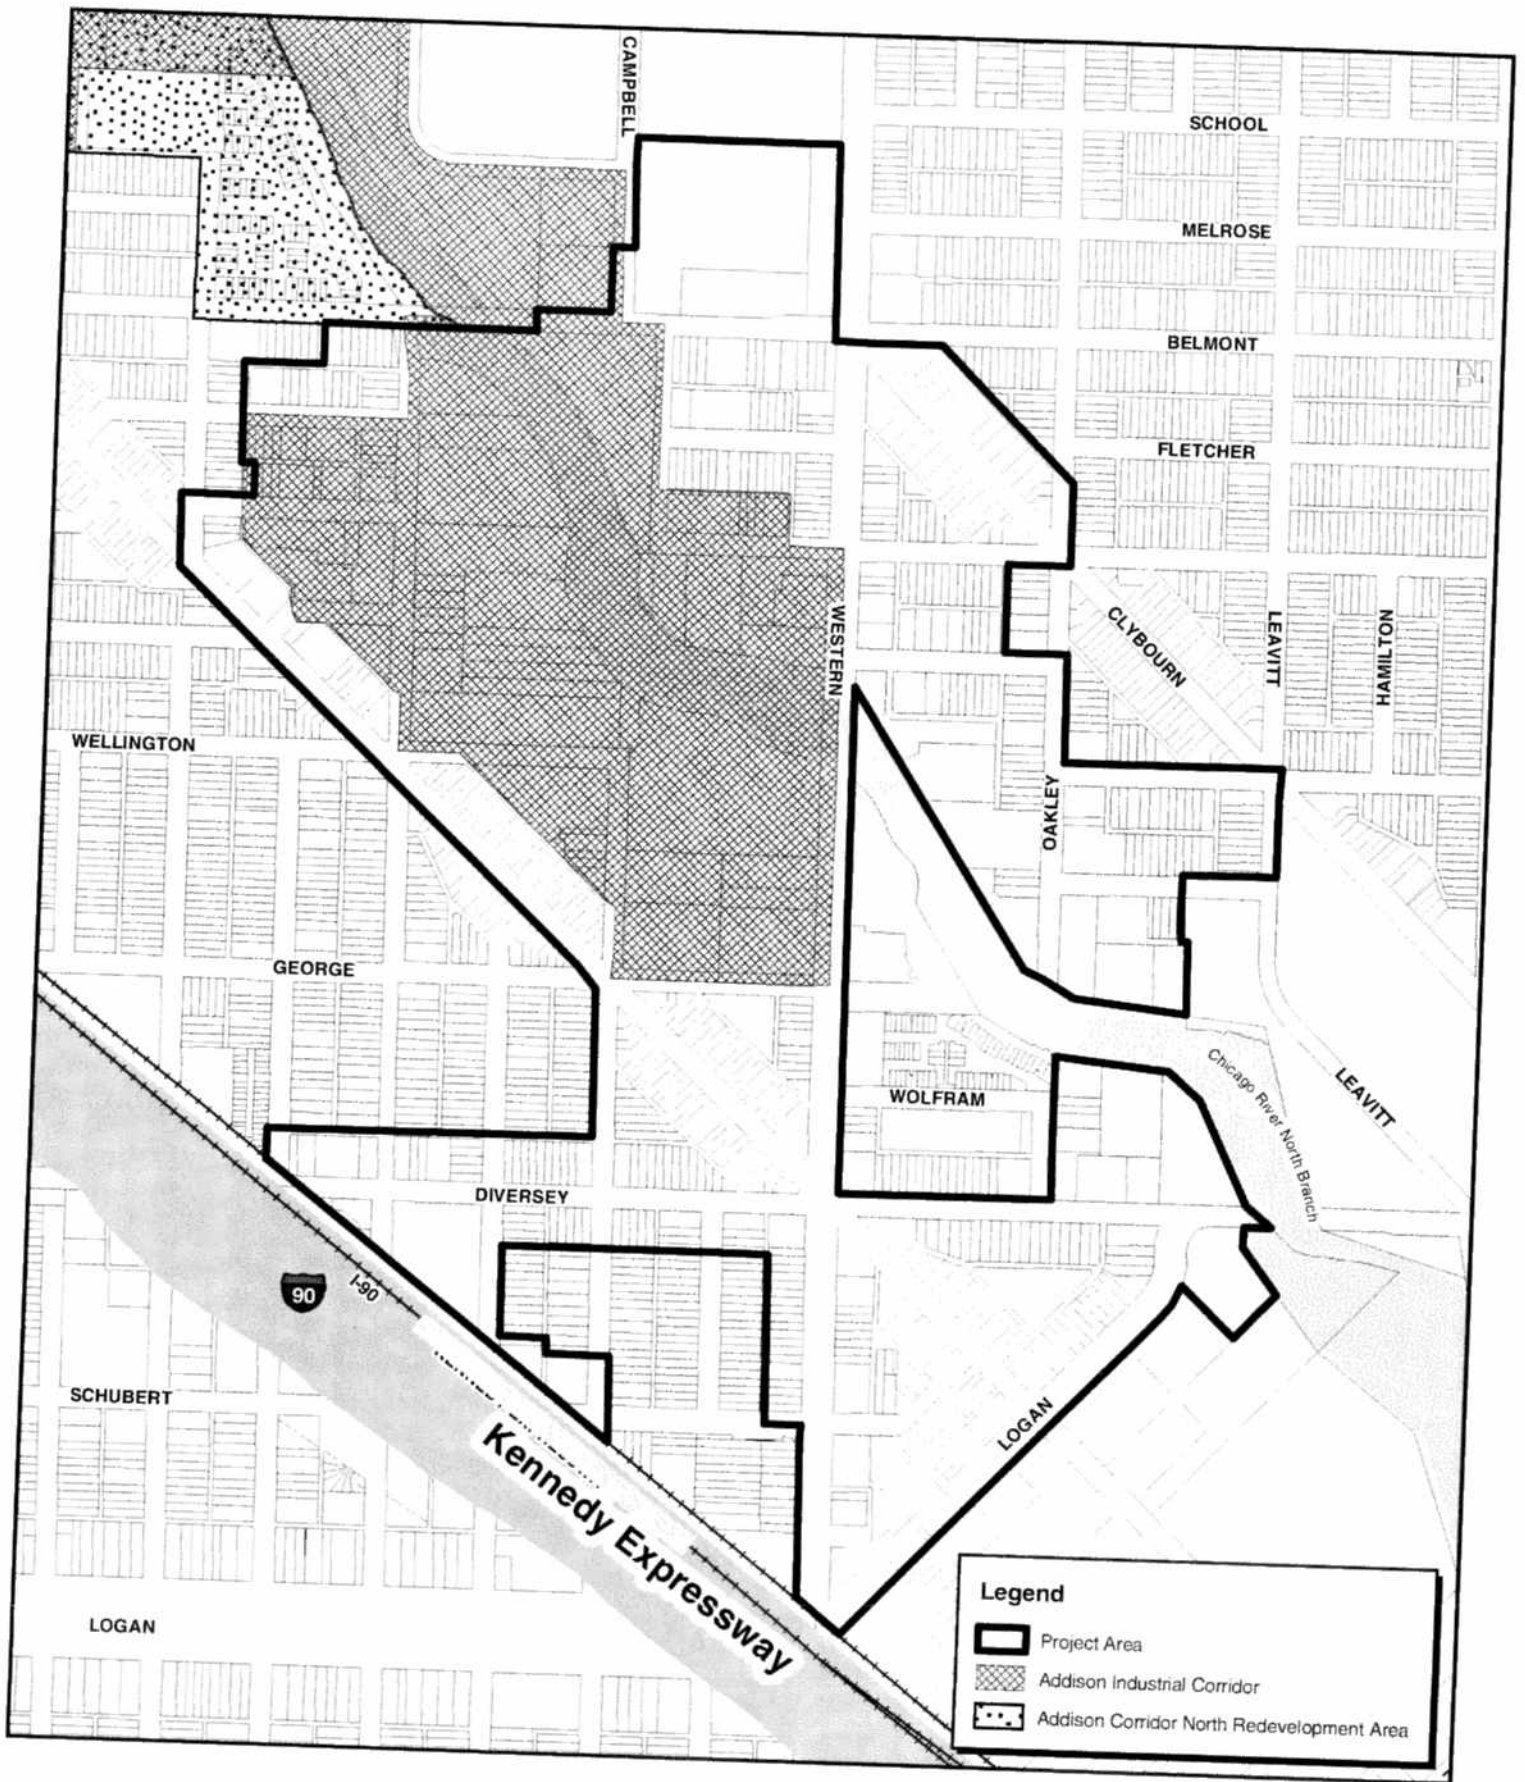 CAMPBELL
SCHOOL
MELROSE
BELMONT
FLETCHER
WESTERN
CLYBOURN
LEAVITT
HAMILTON
WELLINGTON
OAKLEY
GEORGE
WOLFRAM
Chicago River North Branch
LEAVITT
DIVERSEY
90
I-90
SCHUBERT
LOGAN
Kennedy Expressway
LOGAN
Legend
Project Area
Addison Industrial Corridor
Addison Corridor North Redevelopment Area